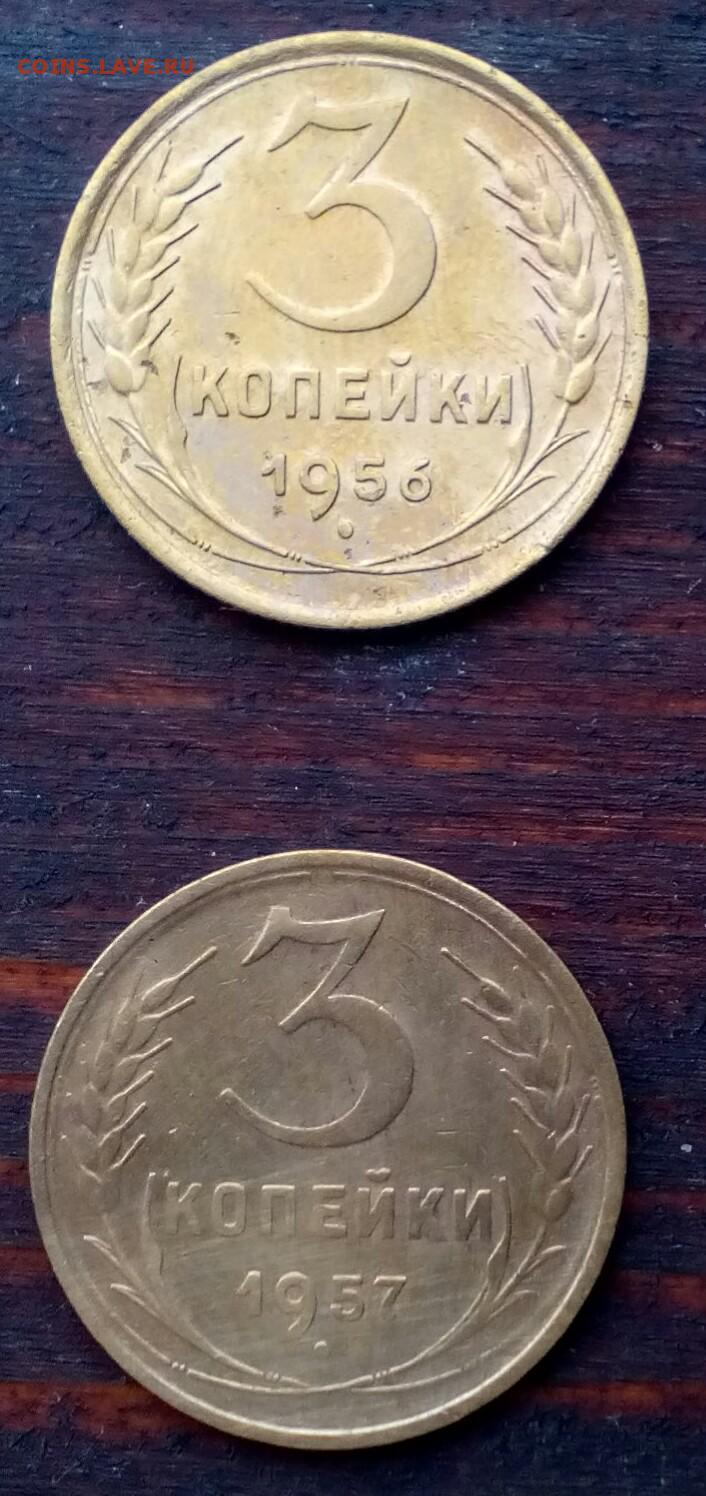 COINS.LAVE.RU
3
КОПЕЙКИ
1956
3
КОПЕЙКИ
1957